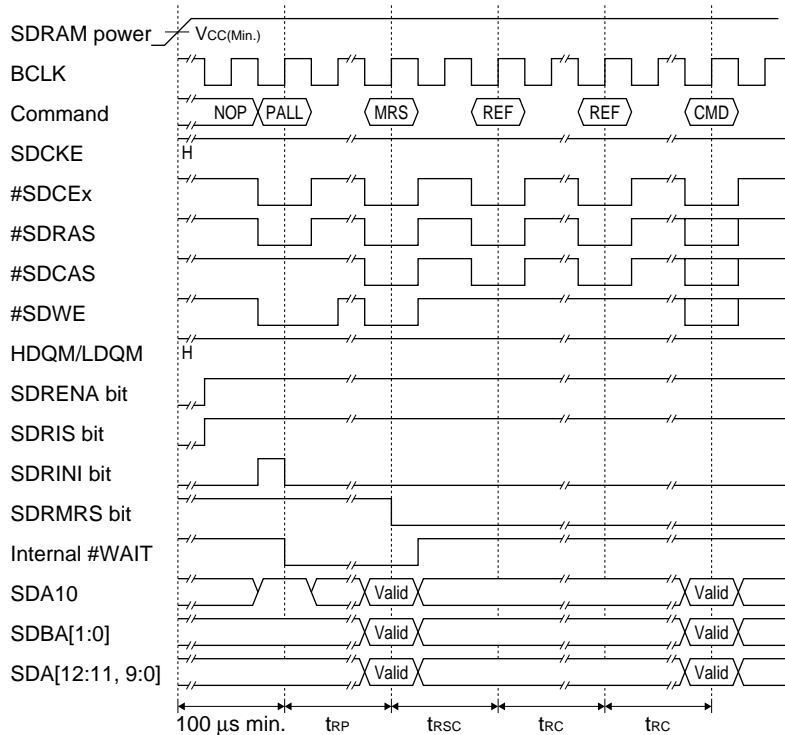 SDRAM power VCC(Min.)
BCLK
Command NOP PALL MRS REF REF CMD
SDCKE H
#SDCEx
#SDRAS
#SDCAS
#SDWE
HDQM/LDQM H
SDRENA bit
SDRIS bit
SDRINI bit
SDRMRS bit
Internal #WAIT
SDA10 Valid Valid
SDBA[1:0] Valid Valid
SDA[12:11, 9:0] Valid Valid
100 μs min. tRP tRSC tRC tRC